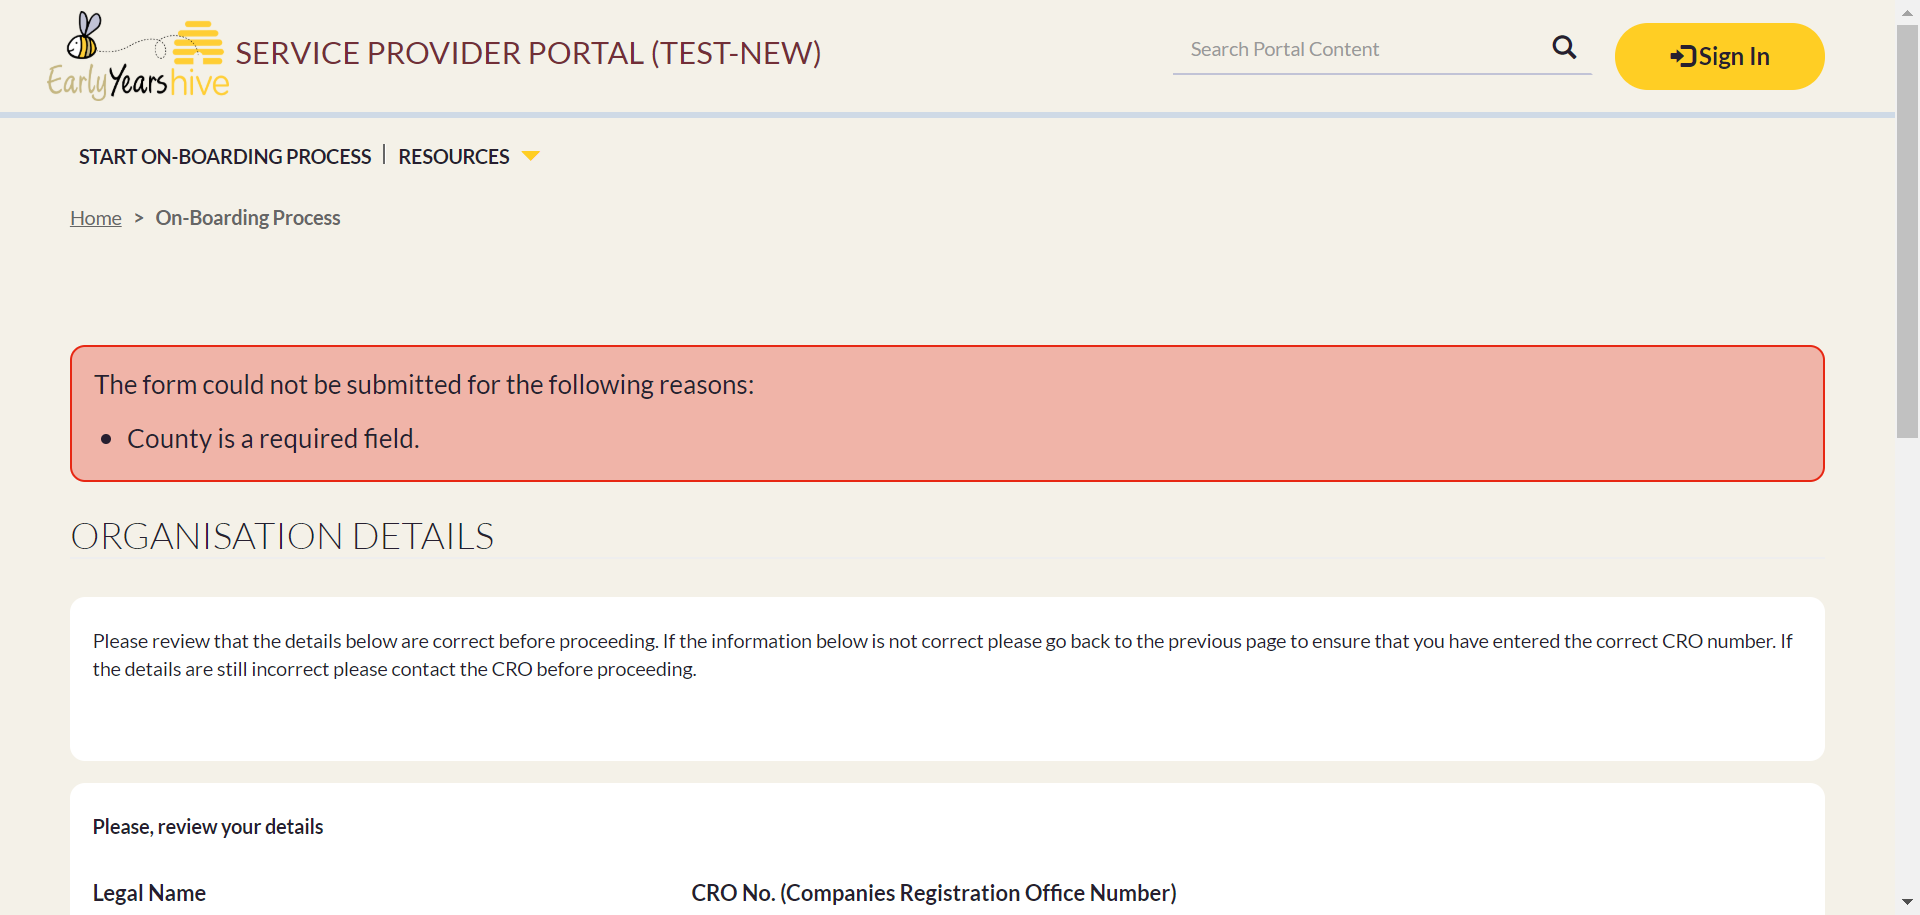 EarlyYearshive
SERVICE PROVIDER PORTAL (TEST-NEW)
Search Portal Content
Sign In
START ON-BOARDING PROCESS
RESOURCES
Home > On-Boarding Process
The form could not be submitted for the following reasons:
• County is a required field.
ORGANISATION DETAILS
Please review that the details below are correct before proceeding. If the information below is not correct please go back to the previous page to ensure that you have entered the correct CRO number. If
the details are still incorrect please contact the CRO before proceeding.
Please, review your details
Legal Name
CRO No. (Companies Registration Office Number)